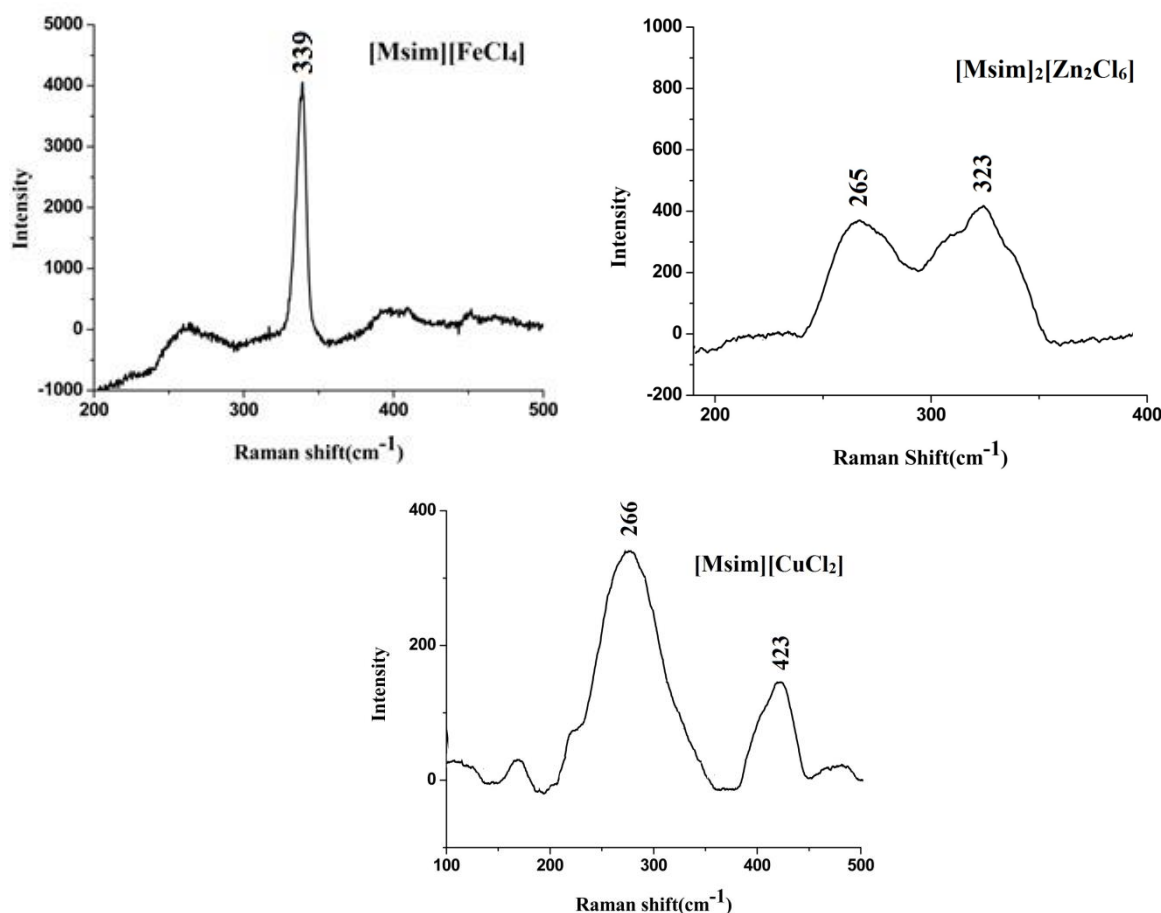 5000
4000
3000
2000
1000
0
-1000
Intensity
339
[Msim][FeCl₄]
200 300 400 500
Raman shift(cm⁻¹)
1000
800
600
400
200
0
-200
Intensity
265
323
[Msim]₂[Zn₂Cl₆]
200 300 400
Raman Shift(cm⁻¹)
400
200
0
Intensity
266
423
[Msim][CuCl₂]
100 200 300 400 500
Raman shift(cm⁻¹)